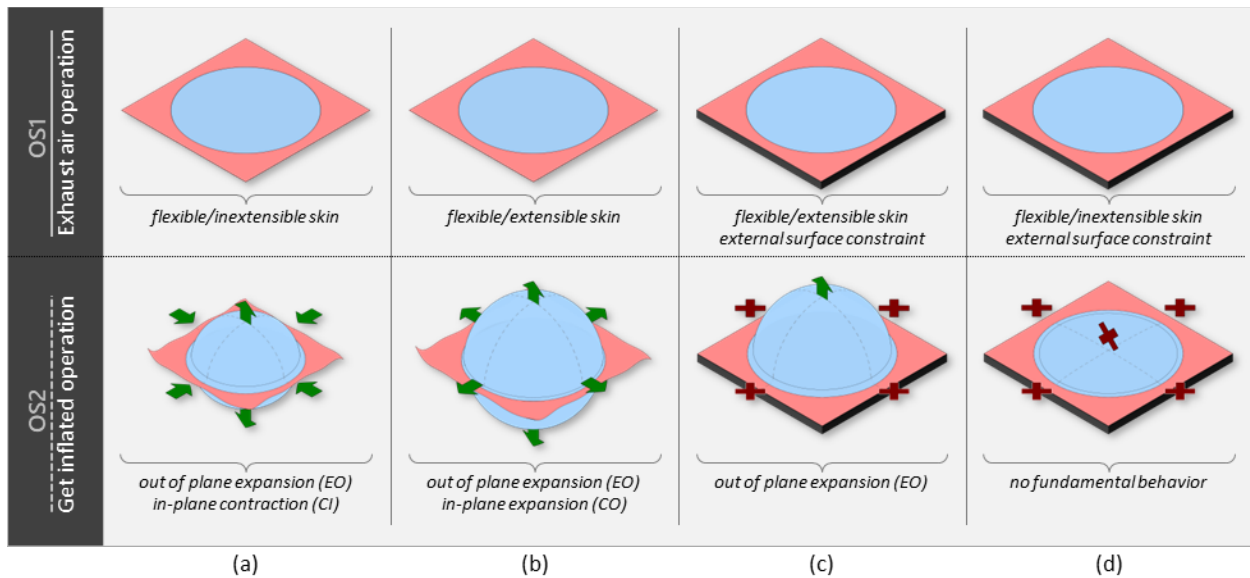 OS1
Exhaust air operation
flexible/inextensible skin
flexible/extensible skin
flexible/extensible skin
external surface constraint
flexible/inextensible skin
external surface constraint
OS2
Get inflated operation
out of plane expansion (EO)
in-plane contraction (CI)
out of plane expansion (EO)
in-plane expansion (CO)
out of plane expansion (EO)
no fundamental behavior
(a)
(b)
(c)
(d)